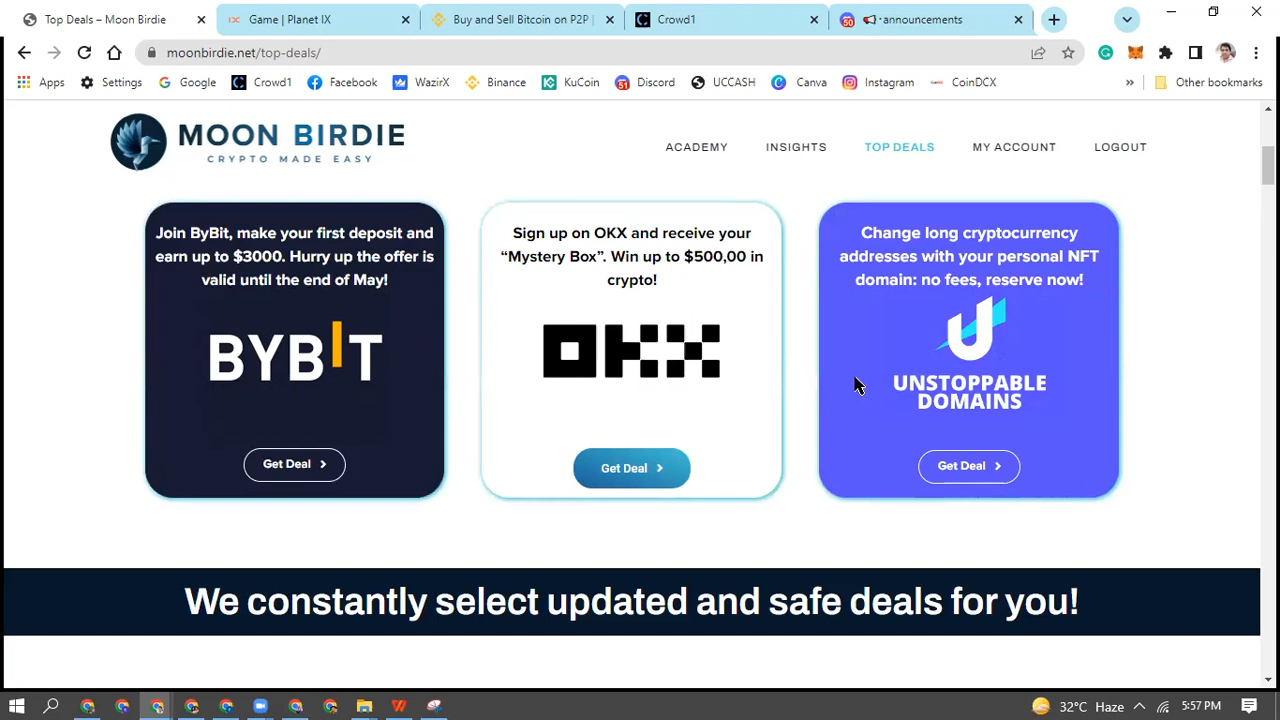 Top Deals – Moon Birdie
Game | Planet IX
Buy and Sell Bitcoin on P2P |
Crowd1
50
announcements
moonbirdie.net/top-deals/
Apps
Settings
Google
Crowd1
Facebook
WazirX
Binance
KuCoin
51
Discord
UCCASH
Canva
Instagram
CoinDCX
»
Other bookmarks
MOON BIRDIE
CRYPTO MADE EASY
ACADEMY
INSIGHTS
TOP DEALS
MY ACCOUNT
LOGOUT
Join ByBit, make your first deposit and
earn up to $3000. Hurry up the offer is
valid until the end of May!
BYBIT
Get Deal >
Sign up on OKX and receive your
“Mystery Box”. Win up to $500,00 in
crypto!
OKX
Get Deal >
Change long cryptocurrency
addresses with your personal NFT
domain: no fees, reserve now!
UNSTOPPABLE
DOMAINS
Get Deal >
We constantly select updated and safe deals for you!
32°C Haze
5:57 PM